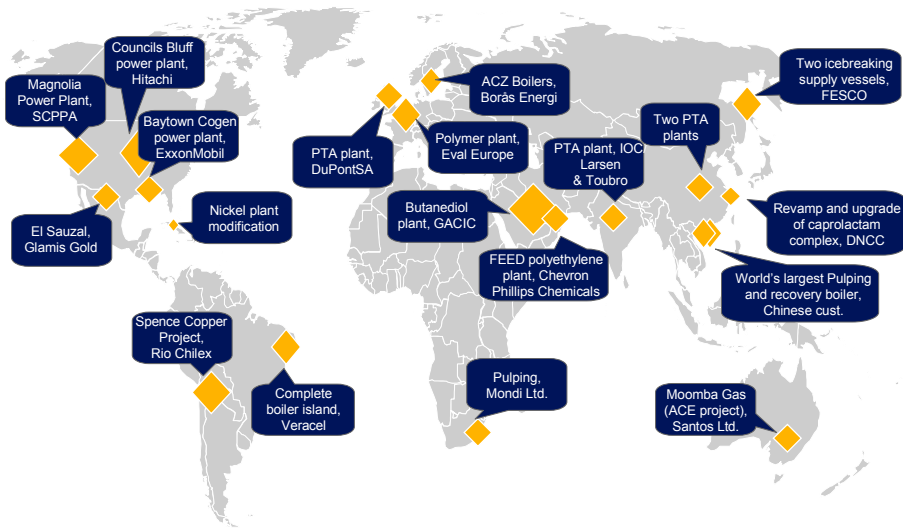 Councils Bluff
power plant,
Hitachi
Magnolia
Power Plant,
SCPPA
Baytown Cogen
power plant,
ExxonMobil
El Sauzal,
Glamis Gold
Nickel plant
modification
ACZ Boilers,
Borås Energi
PTA plant,
DuPontSA
Polymer plant,
Eval Europe
PTA plant, IOC
Larsen
& Toubro
Two PTA
plants
Two icebreaking
supply vessels,
FESCO
Butanediol
plant, GACIC
FEED polyethylene
plant, Chevron
Phillips Chemicals
Revamp and upgrade
of caprolactam
complex, DNCC
World's largest Pulping
and recovery boiler,
Chinese cust.
Spence Copper
Project,
Rio Chilex
Complete
boiler island,
Veracel
Pulping,
Mondi Ltd.
Moomba Gas
(ACE project),
Santos Ltd.